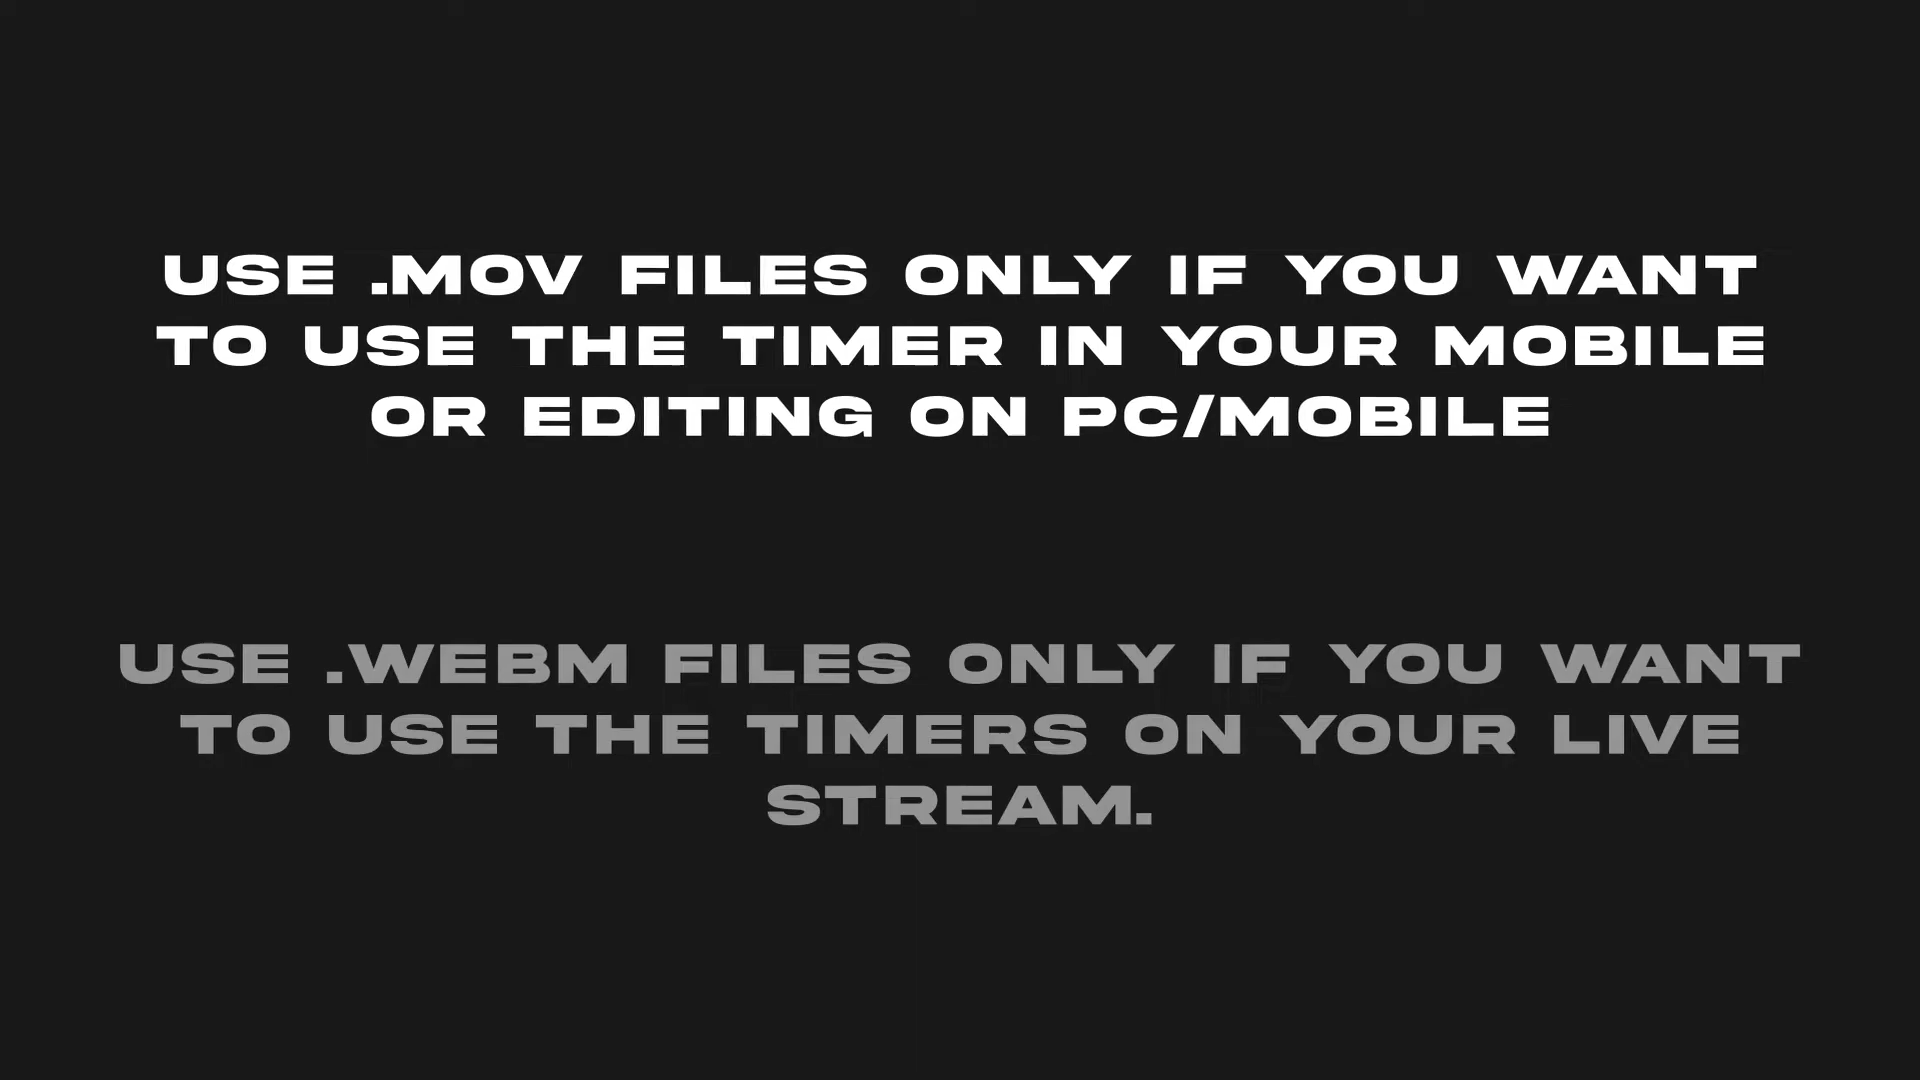 USE .MOV FILES ONLY IF YOU WANT
TO USE THE TIMER IN YOUR MOBILE
OR EDITING ON PC/MOBILE
USE .WEBM FILES ONLY IF YOU WANT
TO USE THE TIMERS ON YOUR LIVE
STREAM.